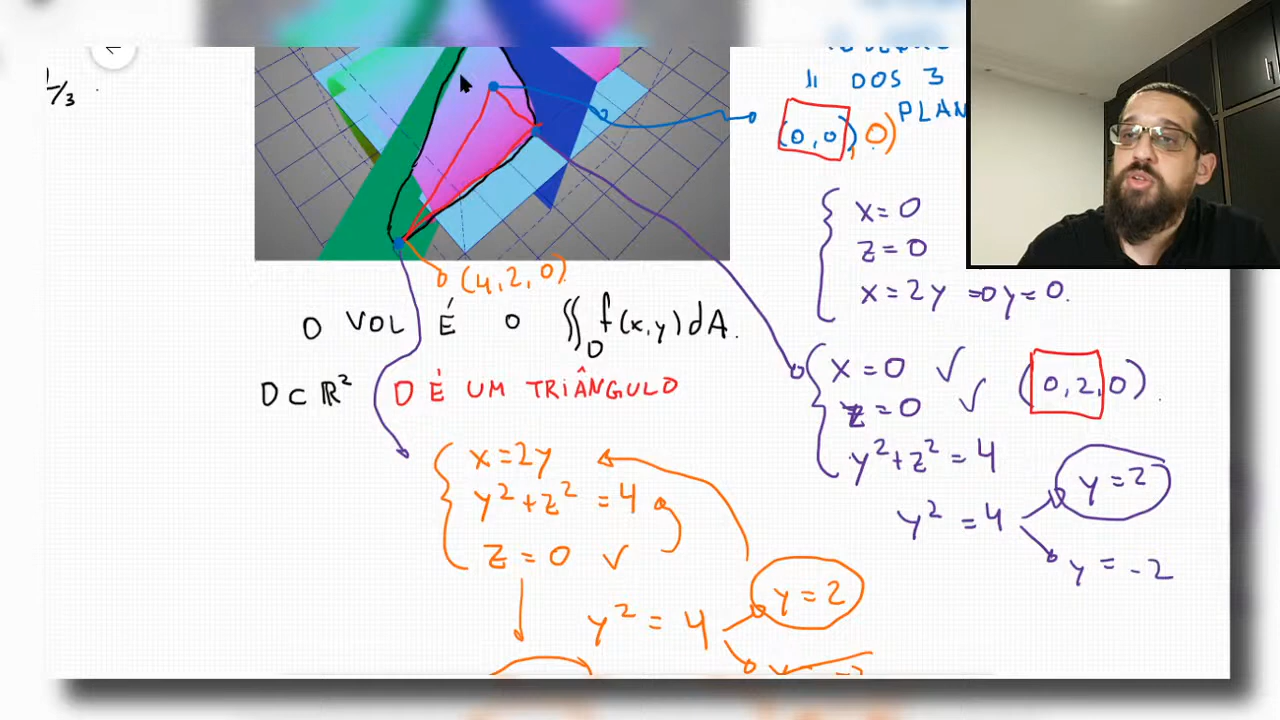 1/3
11 DOS 3
PLAN
(0,0),0)
x=0
z=0
x=2y ⇒ y=0.
(4,2,0)
O VOL É O ∬_D f(x,y)dA.
D⊂ℝ² D É UM TRIÂNGULO
x=0 ✓
z=0 ✓
y²+z²=4
(0,2,0).
y²=4
y=2
y=-2
x=2y
y²+z²=4
z=0 ✓
y²=4
y=2